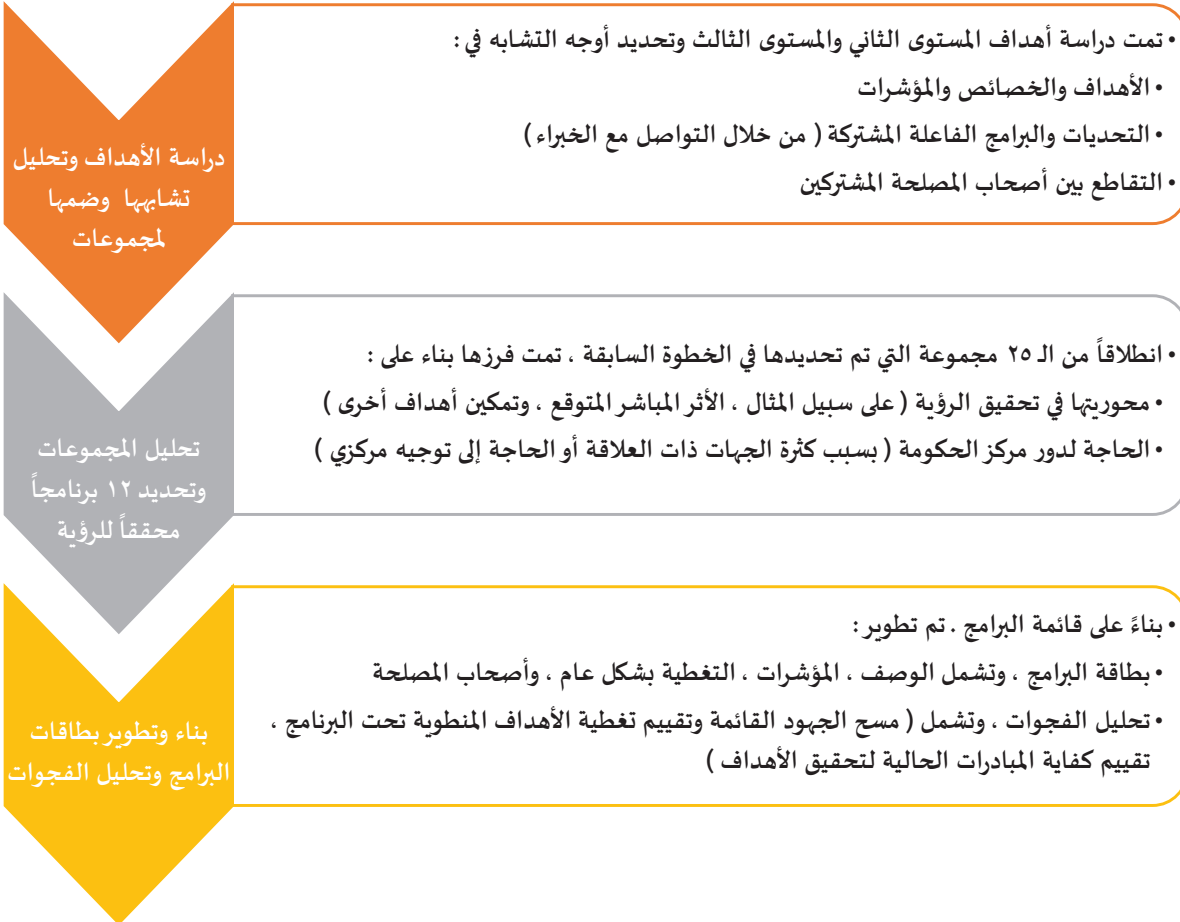 دراسة الأهداف وتحليل
تشابهها وضمها
لمجموعات
• تمت دراسة أهداف المستوى الثاني والمستوى الثالث وتحديد أوجه التشابه في :
• الأهداف والخصائص والمؤشرات
• التحديات والبرامج الفاعلة المشتركة ( من خلال التواصل مع الخبراء )
• التقاطع بين أصحاب المصلحة المشتركين
تحليل المجموعات
وتحديد ١٢ برنامجاً
محققاً للرؤية
• انطلاقاً من الـ ٢٥ مجموعة التي تم تحديدها في الخطوة السابقة ، تمت فرزها بناء على :
• محوريتها في تحقيق الرؤية ( على سبيل المثال ، الأثر المباشر المتوقع ، وتمكين أهداف أخرى )
• الحاجة لدور مركز الحكومة ( بسبب كثرة الجهات ذات العلاقة أو الحاجة إلى توجيه مركزي )
بناء وتطوير بطاقات
البرامج وتحليل الفجوات
• بناءً على قائمة البرامج . تم تطوير :
• بطاقة البرامج ، وتشمل الوصف ، المؤشرات ، التغطية بشكل عام ، وأصحاب المصلحة
• تحليل الفجوات ، وتشمل ( مسح الجهود القائمة وتقييم تغطية الأهداف المنطوية تحت البرنامج ،
تقييم كفاية المبادرات الحالية لتحقيق الأهداف )